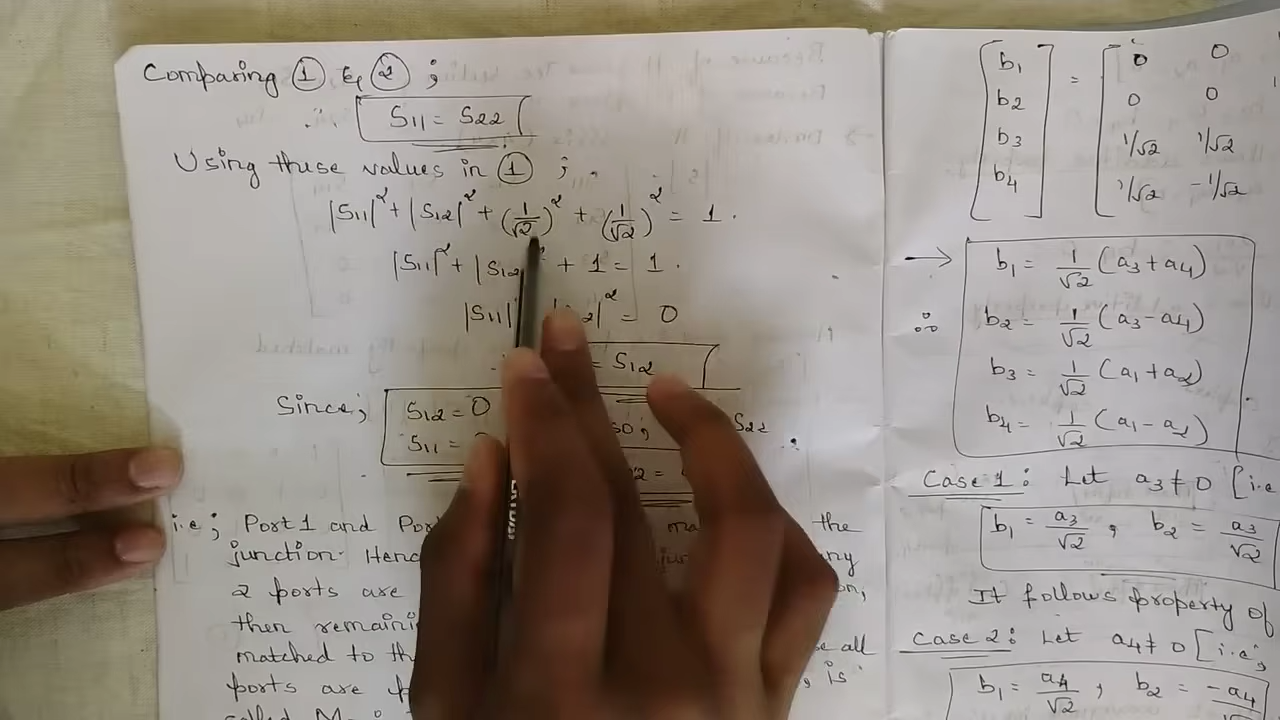 Comparing ① & ② ;
∴ S11 = S22
Using these values in ① ;
|S11|² + |S12|² + (1/√2)² + (1/√2)² = 1.
|S11|² + |S12 + 1 = 1.
|S11| 2|² = 0
= S12
Since; S12 = 0 so; S22
S11 =
i.e; Port 1 and the
junction. Henc ny
2 ports are on,
then remaini
matched to th e all
ports are , is
called
b1 = 0 0
b2 0 0
b3 1/√2 1/√2
b4 1/√2 -1/√2
→ b1 = 1/√2 (a3 + a4)
∴ b2 = 1/√2 (a3 - a4)
b3 = 1/√2 (a1 + a2)
b4 = 1/√2 (a1 - a2)
Case 1: Let a3 ≠ 0 [i.e
b1 = a3/√2 , b2 = a3/√2
It follows property of
Case 2: Let a4 ≠ 0 [i.e;
b1 = a4/√2 , b2 = -a4/√2